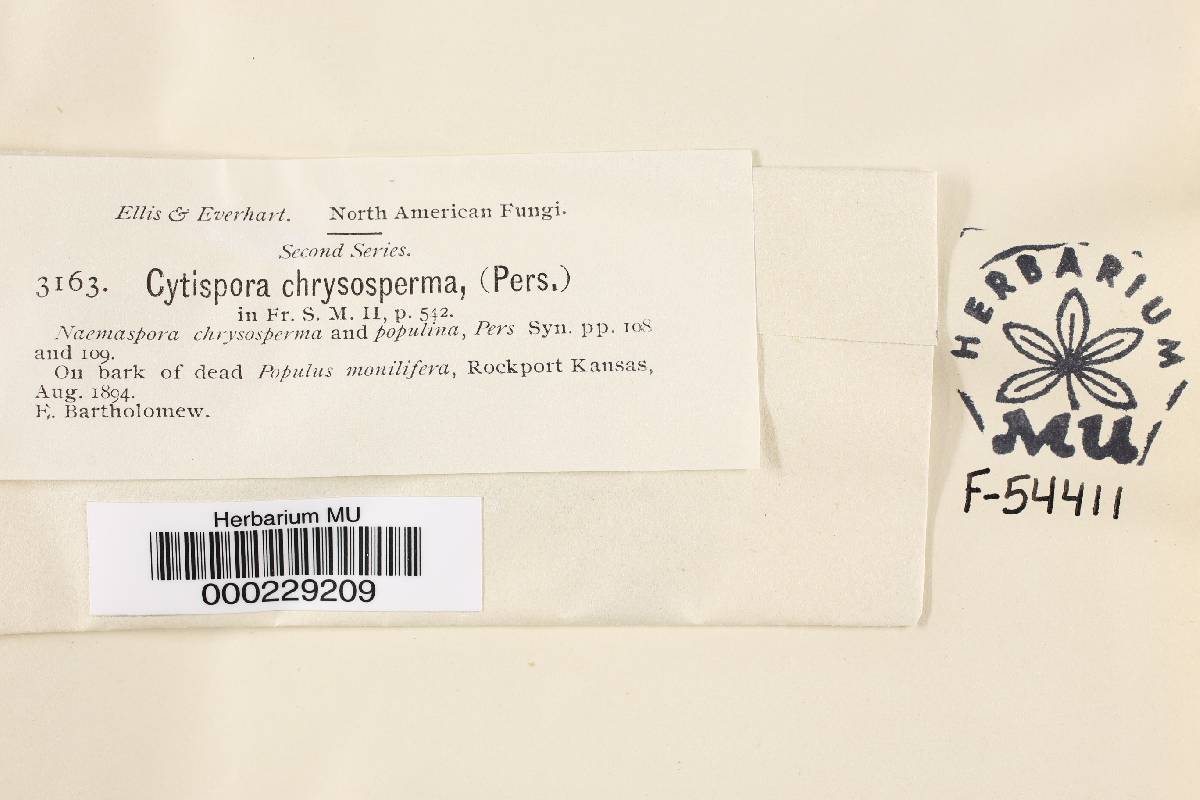 Ellis & Everhart. North American Fungi.
Second Series.
3163. Cytispora chrysosperma, (Pers.)
in Fr. S. M. II, p. 542.
Naemaspora chrysosperma and populina, Pers Syn. pp. 108
and 109.
On bark of dead Populus monilifera, Rockport Kansas,
Aug. 1894.
E. Bartholomew.
Herbarium MU
000229209
HERBARIUM
MU
F-54411